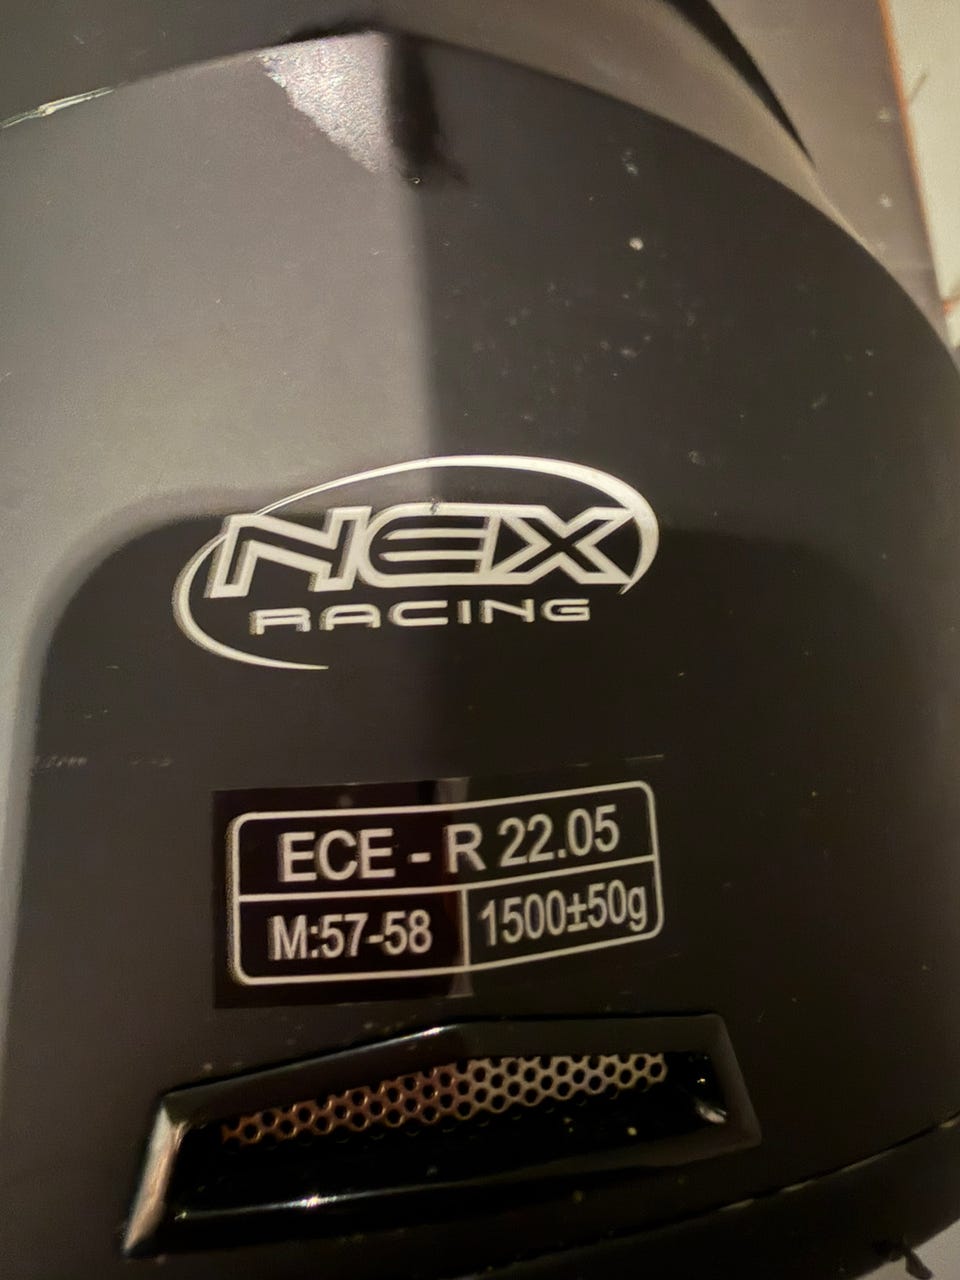 NEX
RACING
ECE - R 22.05
M:57-58 1500±50g